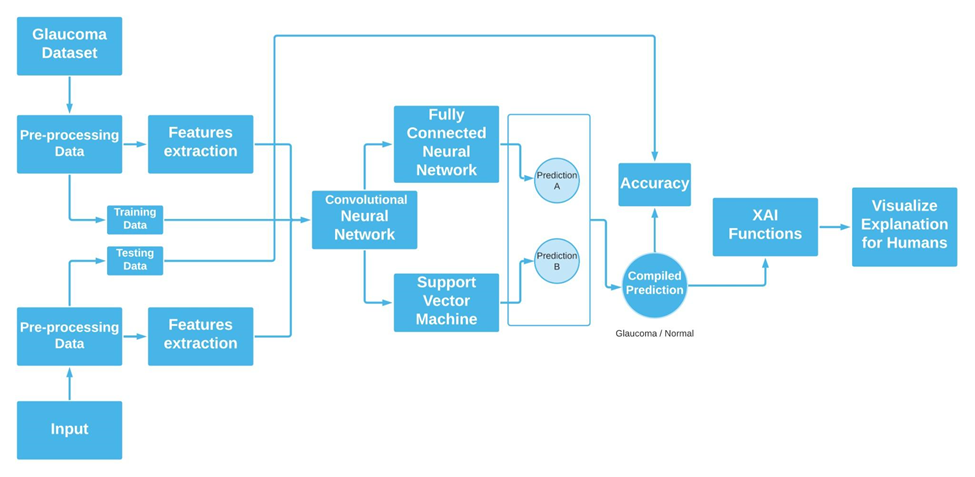 Glaucoma
Dataset
Pre-processing
Data
Features
extraction
Training
Data
Testing
Data
Pre-processing
Data
Features
extraction
Input
Convolutional
Neural
Network
Fully
Connected
Neural
Network
Support
Vector
Machine
Prediction
A
Prediction
B
Accuracy
Compiled
Prediction
Glaucoma / Normal
XAI
Functions
Visualize
Explanation
for Humans